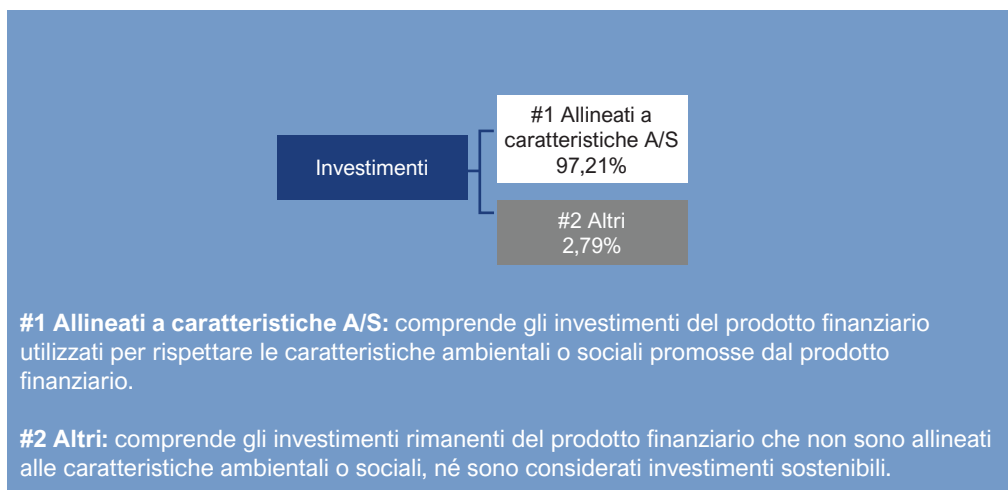 #1 Allineati a
caratteristiche A/S
97,21%
Investimenti
#2 Altri
2,79%
#1 Allineati a caratteristiche A/S: comprende gli investimenti del prodotto finanziario
utilizzati per rispettare le caratteristiche ambientali o sociali promosse dal prodotto
finanziario.
#2 Altri: comprende gli investimenti rimanenti del prodotto finanziario che non sono allineati
alle caratteristiche ambientali o sociali, né sono considerati investimenti sostenibili.